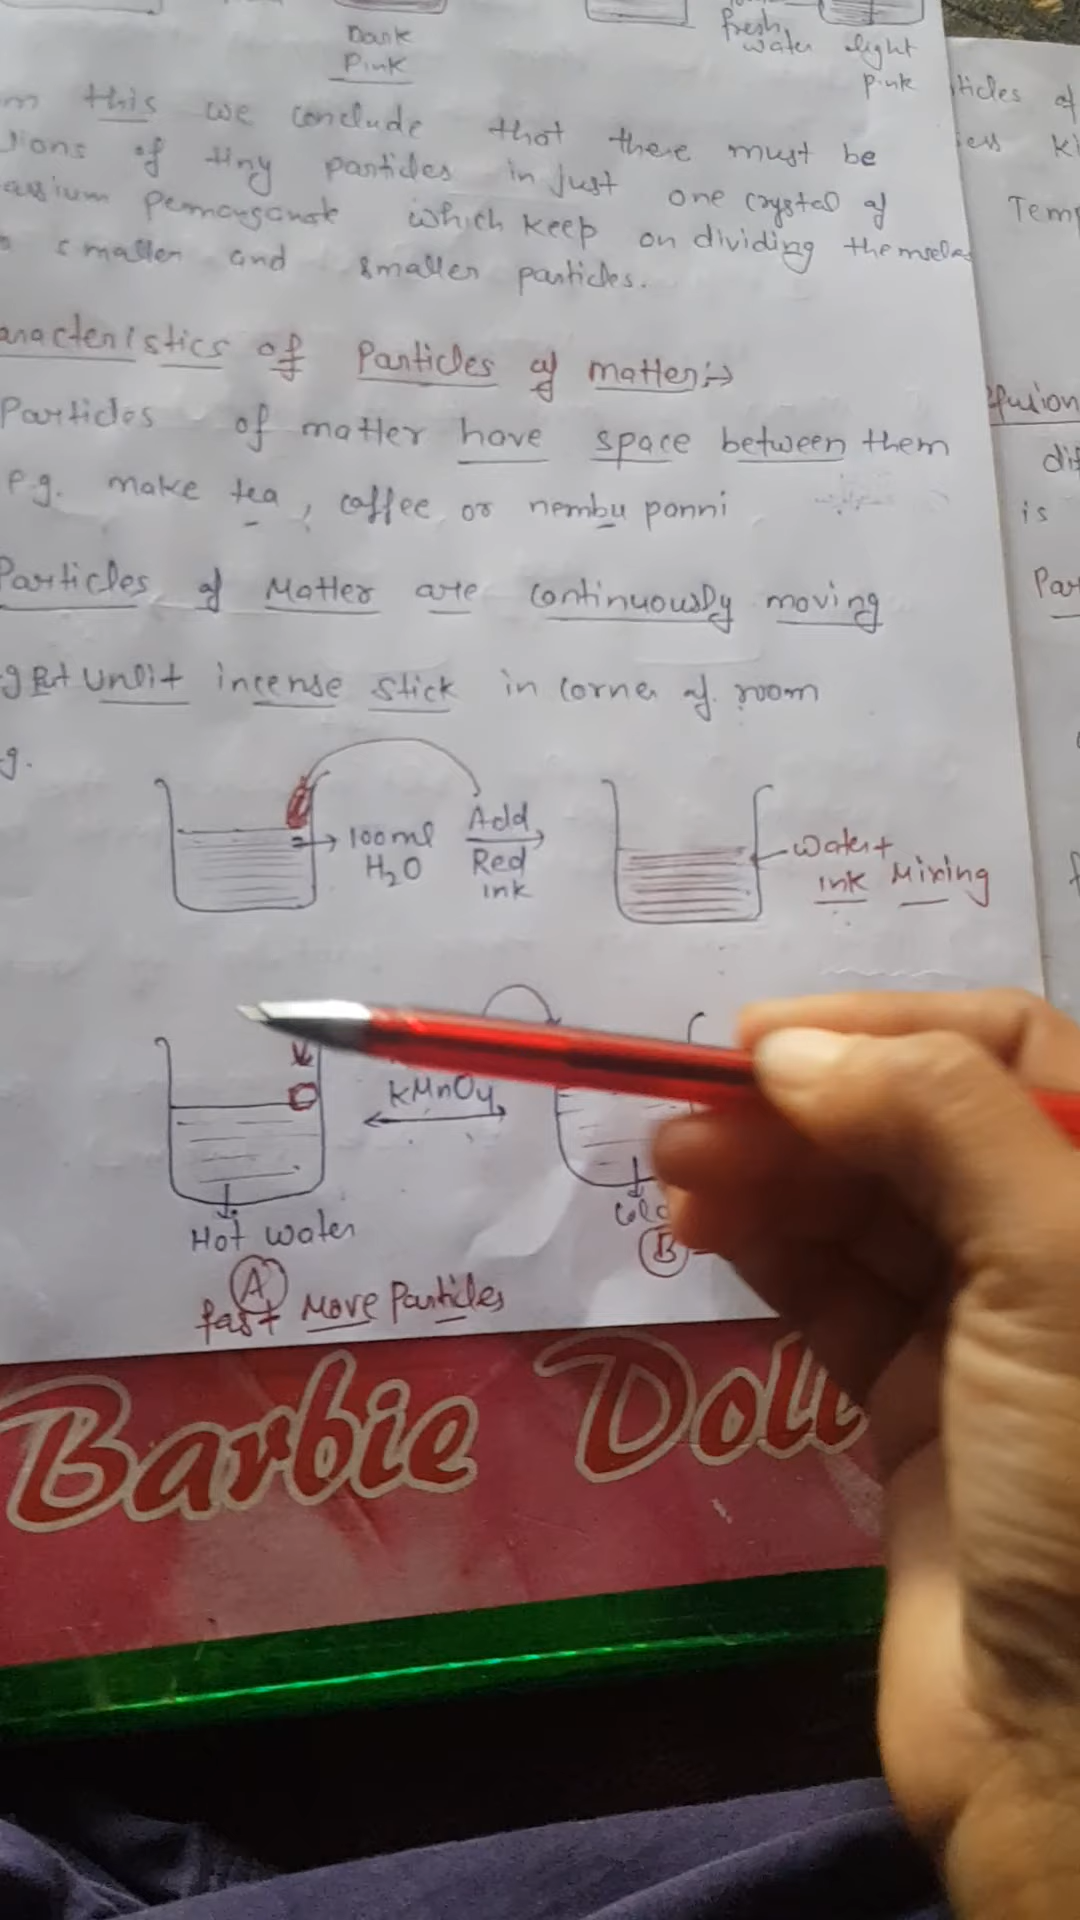 Dark
Pink
fresh
water light
pink
this we conclude that there must be
of tiny particles in just one crystal of
which keep on dividing
smaller and smaller particles.
of Particles of matter:→
Particles of matter have space between them
e.g. make tea, coffee or nembu panni
Particles of Matter are continuously moving
Put unlit incense stick in corner of room
100ml
H₂O
Add
Red
ink
water +
ink Mixing
KMnO4
Hot water
A
B
fast Move Particles
of
Temp
is
Barbie Doll